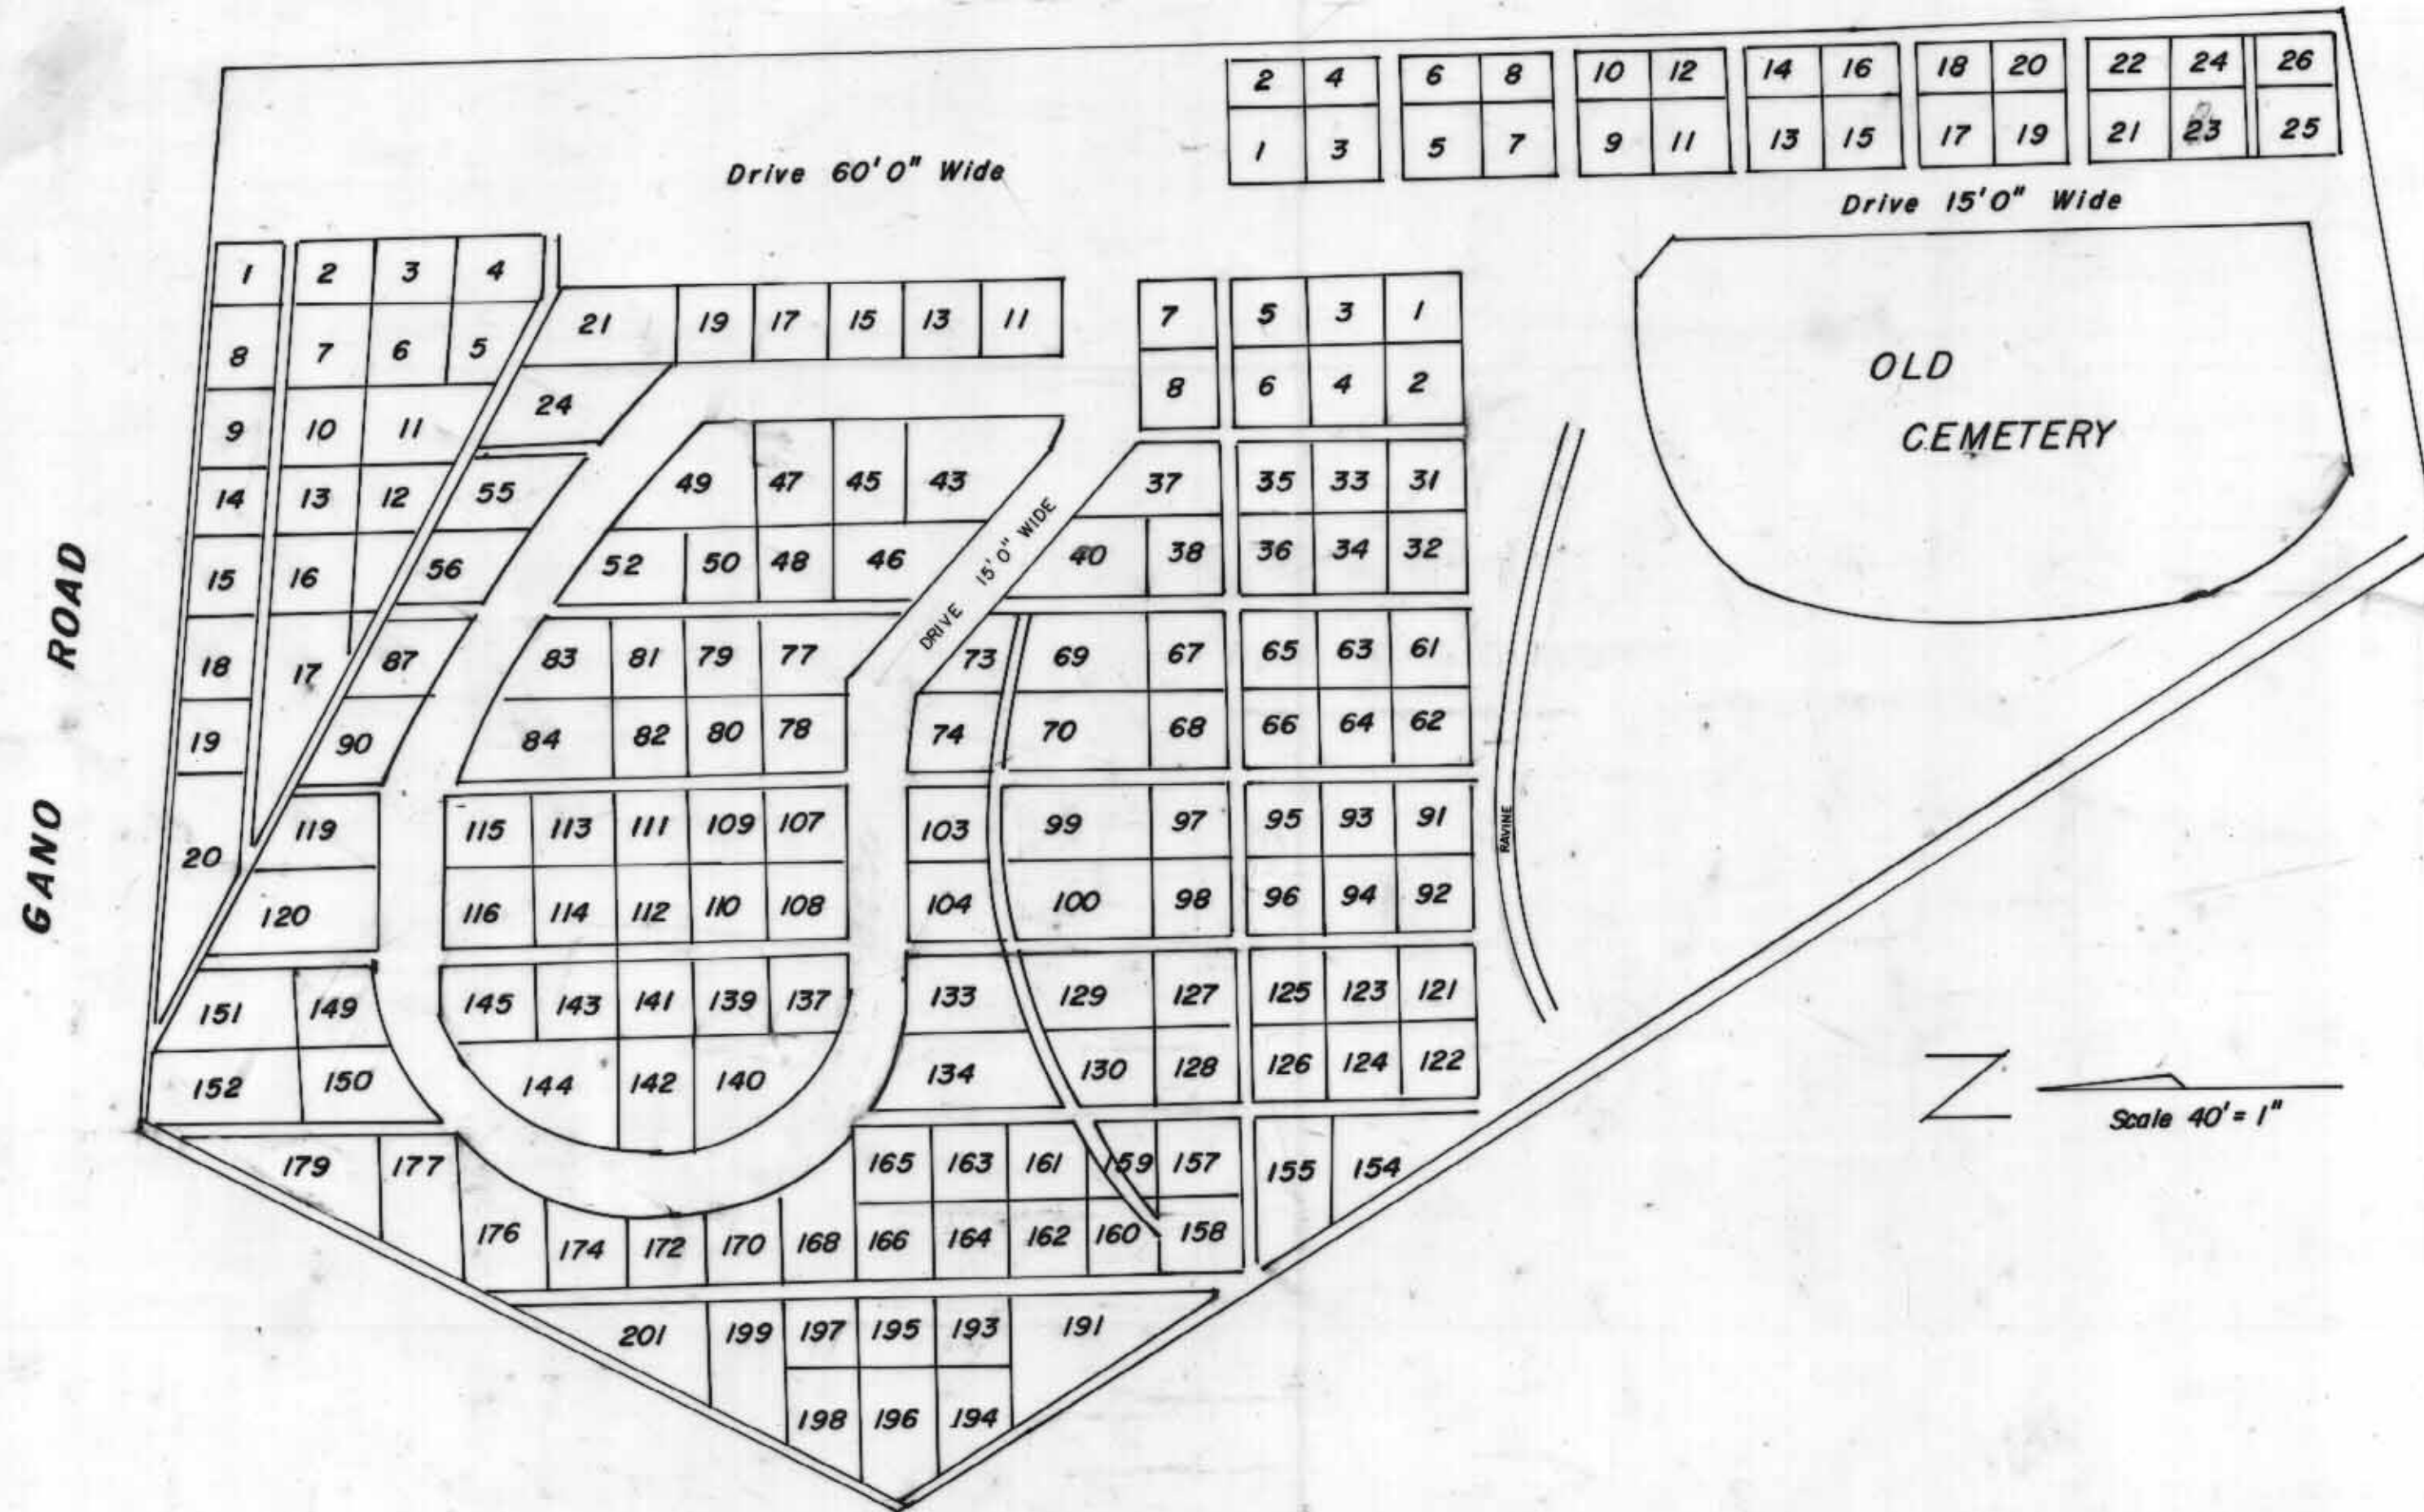 2 4 6 8 10 12 14 16 18 20 22 24 26
1 3 5 7 9 11 13 15 17 19 21 23 25
Drive 60'0" Wide
Drive 15'0" Wide
1 2 3 4
8 7 6 5
9 10 11
14 13 12
15 16
18 17
19
20
21 19 17 15 13 11
24
7 5 3 1
8 6 4 2
OLD
CEMETERY
55
56
49 47 45 43
52 50 48 46
DRIVE 15'0" WIDE
37 35 33 31
40 38 36 34 32
GANO ROAD
87
90
83 81 79 77
84 82 80 78
73 69 67 65 63 61
74 70 68 66 64 62
RAVINE
119
120
115 113 111 109 107
116 114 112 110 108
103 99 97 95 93 91
104 100 98 96 94 92
151 149
152 150
145 143 141 139 137
144 142 140
133 129 127 125 123 121
134 130 128 126 124 122
Z
Scale 40'= 1"
179 177
165 163 161 159 157 155 154
176 174 172 170 168 166 164 162 160 158
201 199 197 195 193 191
198 196 194